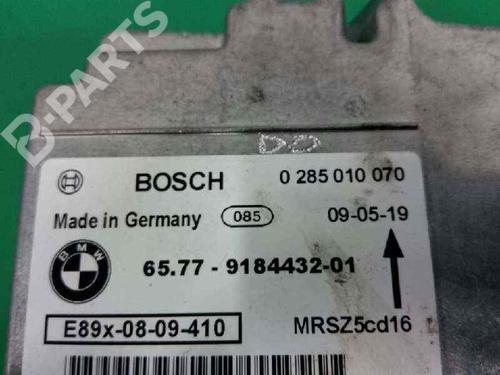 B-PARTS
DO
BOSCH 0 285 010 070
Made in Germany 085 09-05-19
BMW
65.77 - 9184432-01
E89x-08-09-410 MRSZ5cd16